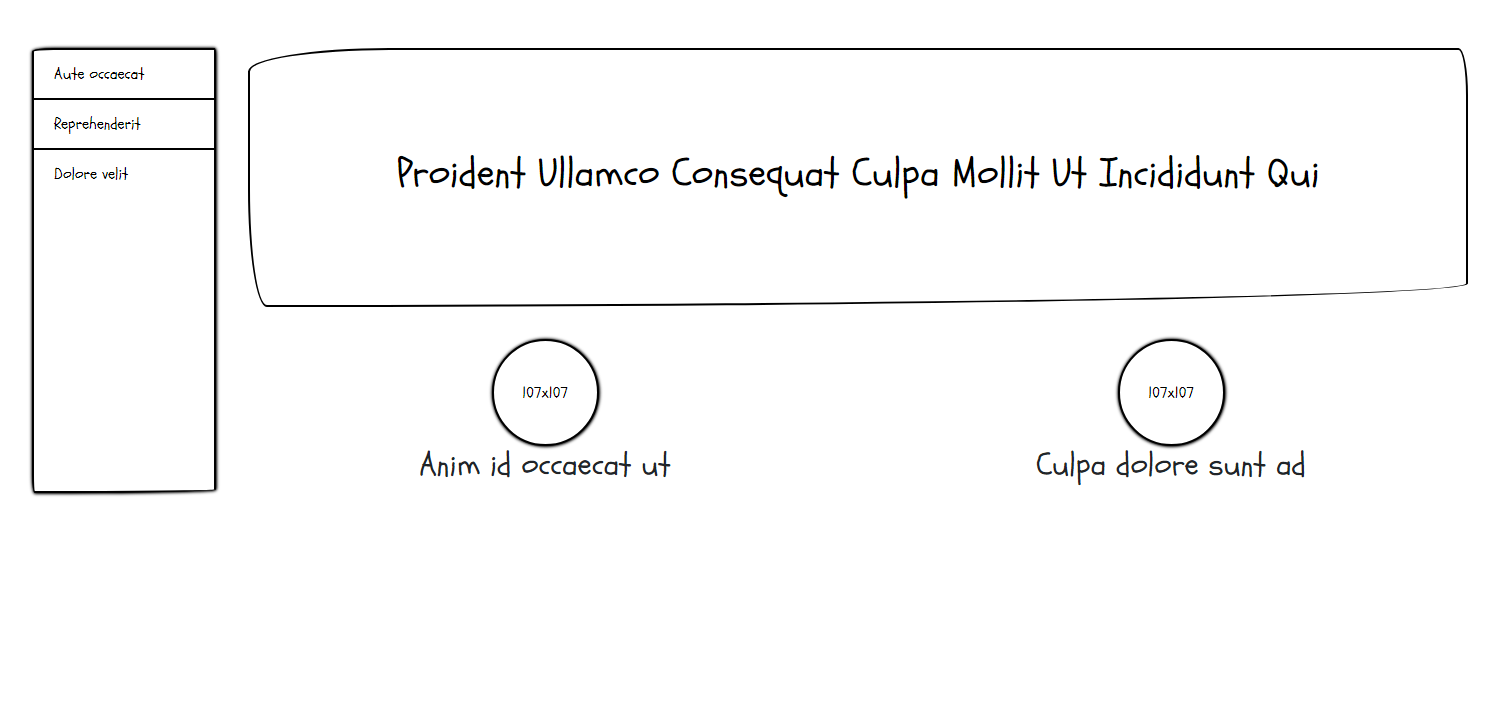 Aute occaecat
Reprehenderit
Dolore velit
Proident Ullamco Consequat Culpa Mollit Ut Incididunt Qui
107x107
Anim id occaecat ut
107x107
Culpa dolore sunt ad